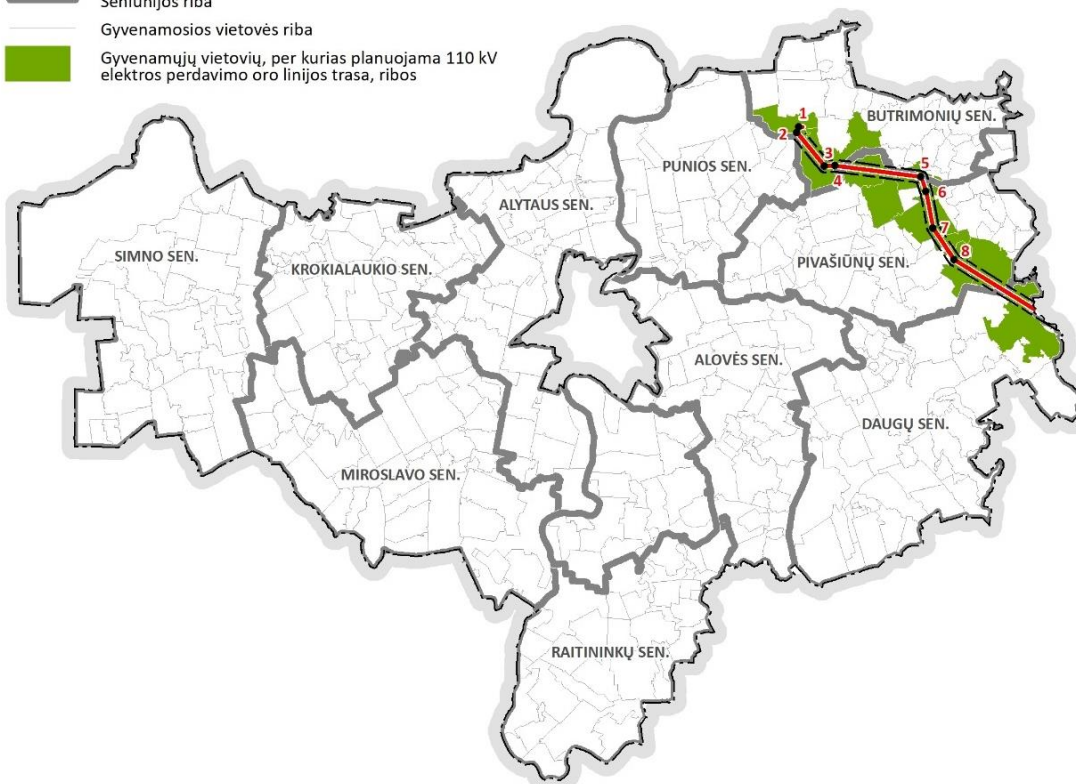 Seniūnijos riba
Gyvenamosios vietovės riba
Gyvenamųjų vietovių, per kurias planuojama 110 kV
elektros perdavimo oro linijos trasa, ribos
1
BUTRIMONIŲ SEN.
2
3
PUNIOS SEN.
5
4
6
ALYTAUS SEN.
7
SIMNO SEN.
8
PIVAŠIŪNŲ SEN.
KROKIALAUKIO SEN.
ALOVĖS SEN.
DAUGŲ SEN.
MIROSLAVO SEN.
RAITININKŲ SEN.